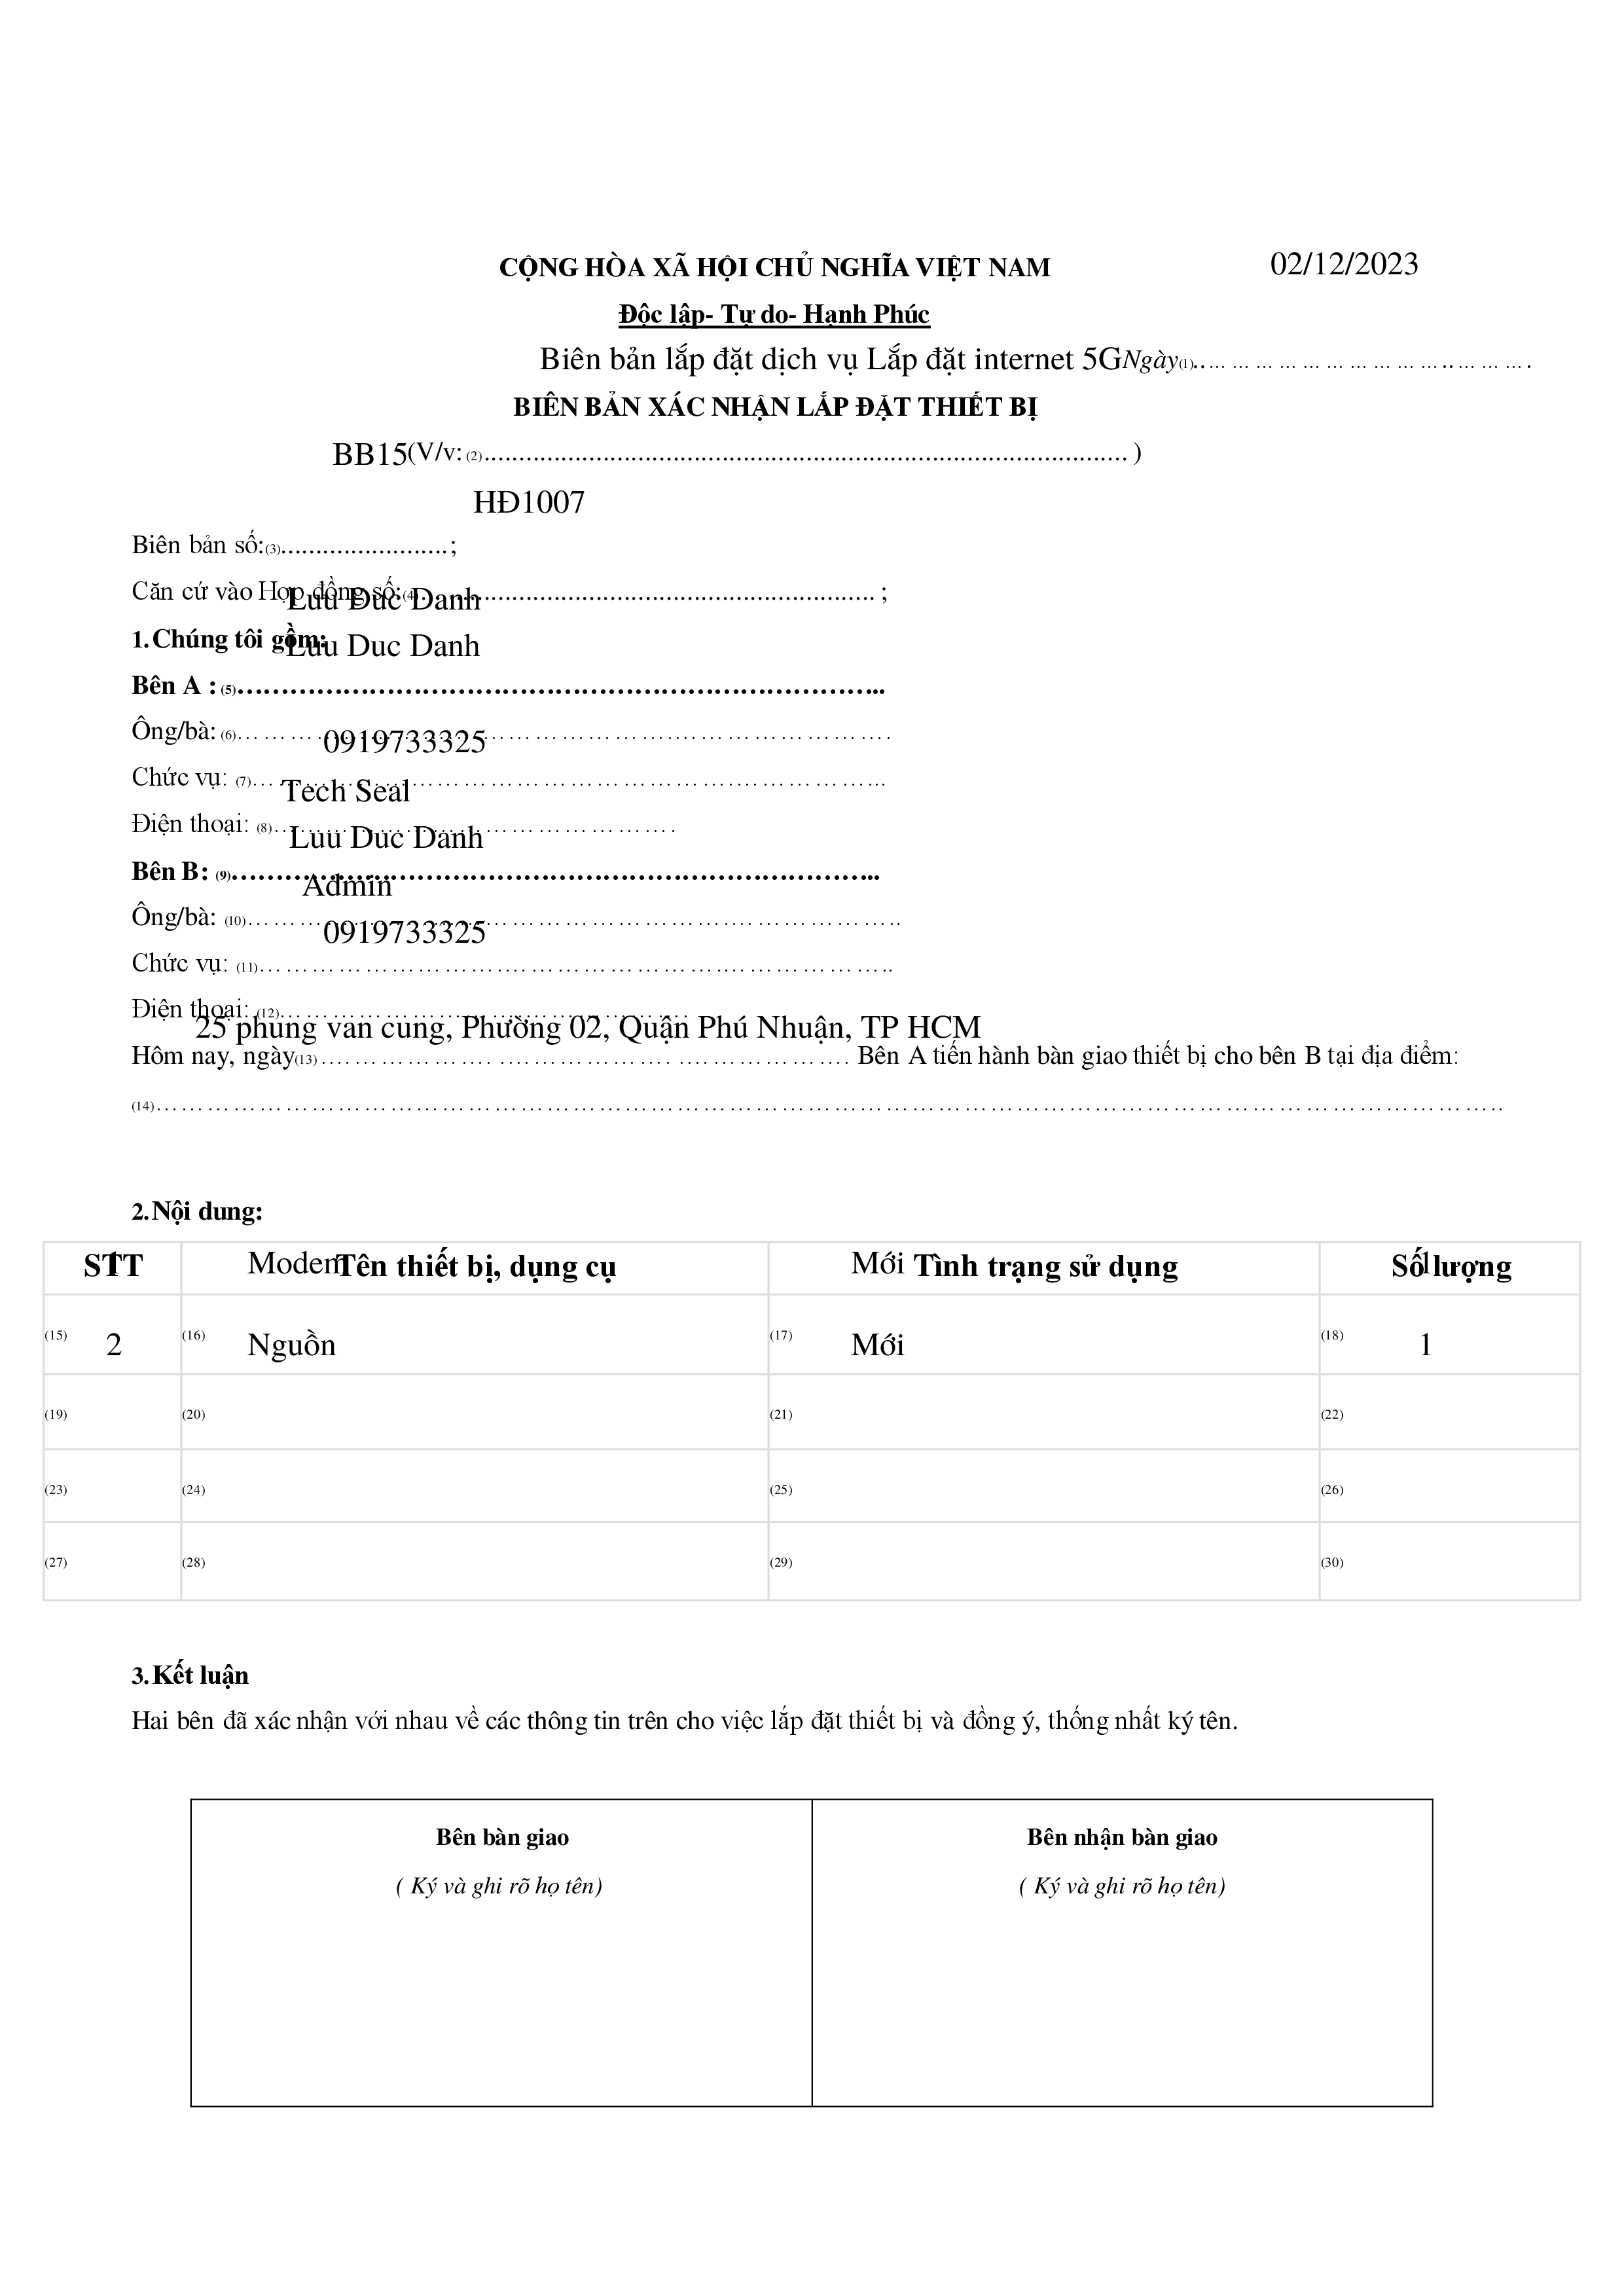 CỘNG HÒA XÃ HỘI CHỦ NGHĨA VIỆT NAM 02/12/2023
Độc lập- Tự do- Hạnh Phúc
Biên bản lắp đặt dịch vụ Lắp đặt internet 5G Ngày(1)..……………………………..……….
BIÊN BẢN XÁC NHẬN LẮP ĐẶT THIẾT BỊ
BB15 (V/v: (2)............................................................................................ )
HĐ1007
Biên bản số:(3)........................;
Căn cứ vào Hợp đồng số:(4)..................................................................;
Luu Duc Danh
1.Chúng tôi gồm:
Luu Duc Danh
Bên A : (5)…………………………………………………………………..
Ông/bà: (6)………………………………………………………………….
0919733325
Chức vụ: (7)…………………………………………………………………
Tech Seal
Điện thoại: (8)……………………………………….
Luu Duc Danh
Bên B: (9)…………………………………………………………………..
Admin
Ông/bà: (10)…………………………………………………………………..
0919733325
Chức vụ: (11)………………………………………………………………..
Điện thoại: (12)……………………………………….
25 phung van cung, Phường 02, Quận Phú Nhuận, TP HCM
Hôm nay, ngày(13)…………………………………………………. Bên A tiến hành bàn giao thiết bị cho bên B tại địa điểm:
(14)……………………………………………………………………………………………………………………………..
2.Nội dung:
STT 1 Modem Tên thiết bị, dụng cụ Mới Tình trạng sử dụng Số lượng 1
(15) 2 (16) Nguồn (17) Mới (18) 1
(19) (20) (21) (22)
(23) (24) (25) (26)
(27) (28) (29) (30)
3.Kết luận
Hai bên đã xác nhận với nhau về các thông tin trên cho việc lắp đặt thiết bị và đồng ý, thống nhất ký tên.
Bên bàn giao Bên nhận bàn giao
( Ký và ghi rõ họ tên) ( Ký và ghi rõ họ tên)